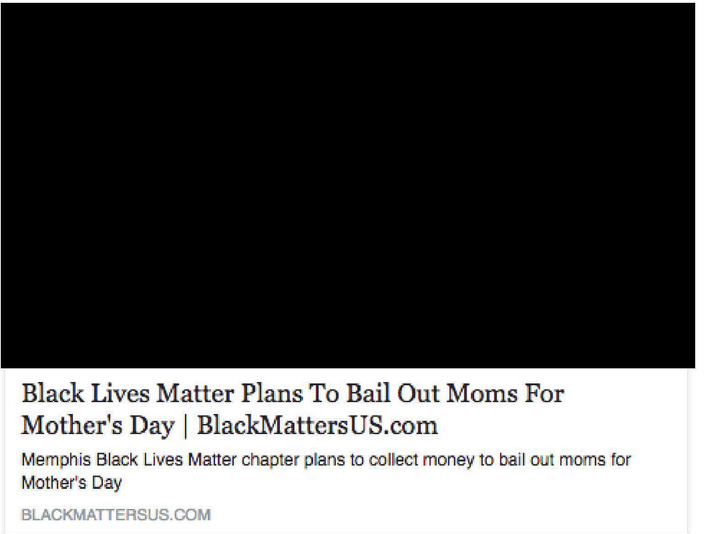 Black Lives Matter Plans To Bail Out Moms For
Mother's Day | BlackMattersUS.com
Memphis Black Lives Matter chapter plans to collect money to bail out moms for
Mother's Day
BLACKMATTERSUS.COM